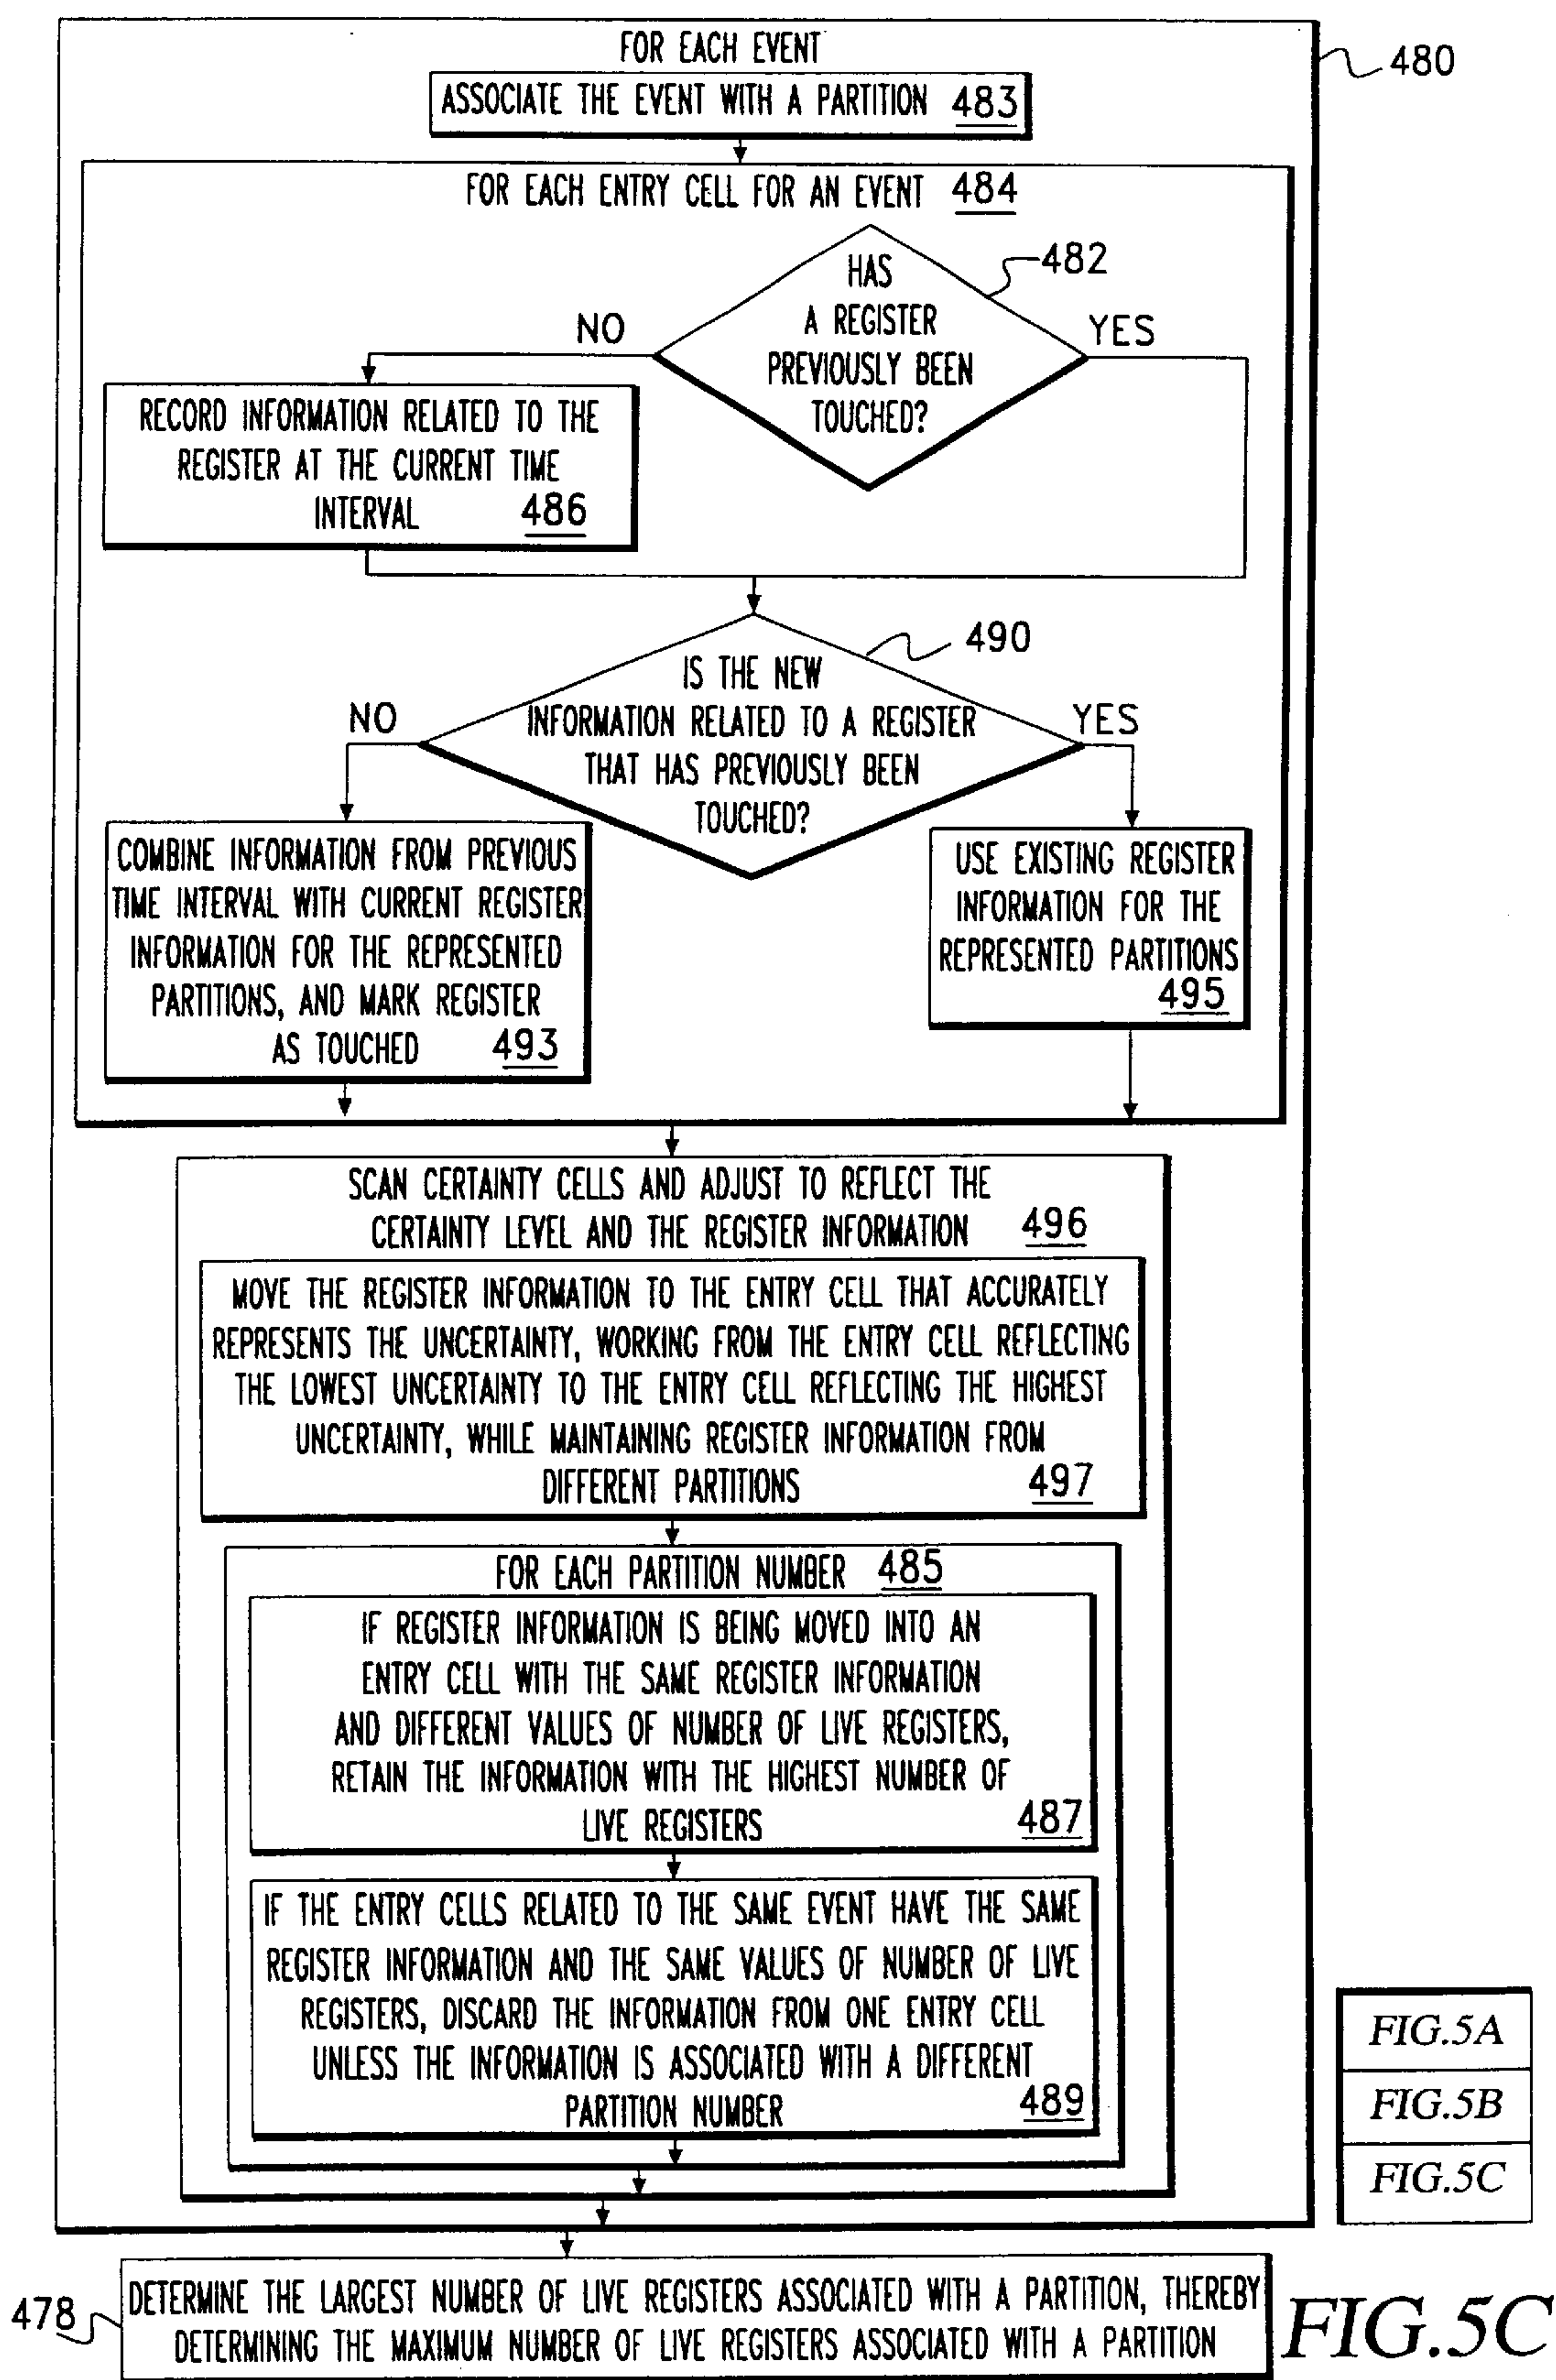 FOR EACH EVENT
480
ASSOCIATE THE EVENT WITH A PARTITION 483
FOR EACH ENTRY CELL FOR AN EVENT 484
HAS
A REGISTER
PREVIOUSLY BEEN
TOUCHED?
482
NO
YES
RECORD INFORMATION RELATED TO THE
REGISTER AT THE CURRENT TIME
INTERVAL 486
490
IS THE NEW
INFORMATION RELATED TO A REGISTER
THAT HAS PREVIOUSLY BEEN
TOUCHED?
NO
YES
COMBINE INFORMATION FROM PREVIOUS
TIME INTERVAL WITH CURRENT REGISTER
INFORMATION FOR THE REPRESENTED
PARTITIONS, AND MARK REGISTER
AS TOUCHED 493
USE EXISTING REGISTER
INFORMATION FOR THE
REPRESENTED PARTITIONS
495
SCAN CERTAINTY CELLS AND ADJUST TO REFLECT THE
CERTAINTY LEVEL AND THE REGISTER INFORMATION 496
MOVE THE REGISTER INFORMATION TO THE ENTRY CELL THAT ACCURATELY
REPRESENTS THE UNCERTAINTY, WORKING FROM THE ENTRY CELL REFLECTING
THE LOWEST UNCERTAINTY TO THE ENTRY CELL REFLECTING THE HIGHEST
UNCERTAINTY, WHILE MAINTAINING REGISTER INFORMATION FROM
DIFFERENT PARTITIONS 497
FOR EACH PARTITION NUMBER 485
IF REGISTER INFORMATION IS BEING MOVED INTO AN
ENTRY CELL WITH THE SAME REGISTER INFORMATION
AND DIFFERENT VALUES OF NUMBER OF LIVE REGISTERS,
RETAIN THE INFORMATION WITH THE HIGHEST NUMBER OF
LIVE REGISTERS 487
IF THE ENTRY CELLS RELATED TO THE SAME EVENT HAVE THE SAME
REGISTER INFORMATION AND THE SAME VALUES OF NUMBER OF LIVE
REGISTERS, DISCARD THE INFORMATION FROM ONE ENTRY CELL
UNLESS THE INFORMATION IS ASSOCIATED WITH A DIFFERENT
PARTITION NUMBER 489
FIG.5A
FIG.5B
FIG.5C
478
DETERMINE THE LARGEST NUMBER OF LIVE REGISTERS ASSOCIATED WITH A PARTITION, THEREBY
DETERMINING THE MAXIMUM NUMBER OF LIVE REGISTERS ASSOCIATED WITH A PARTITION
FIG.5C